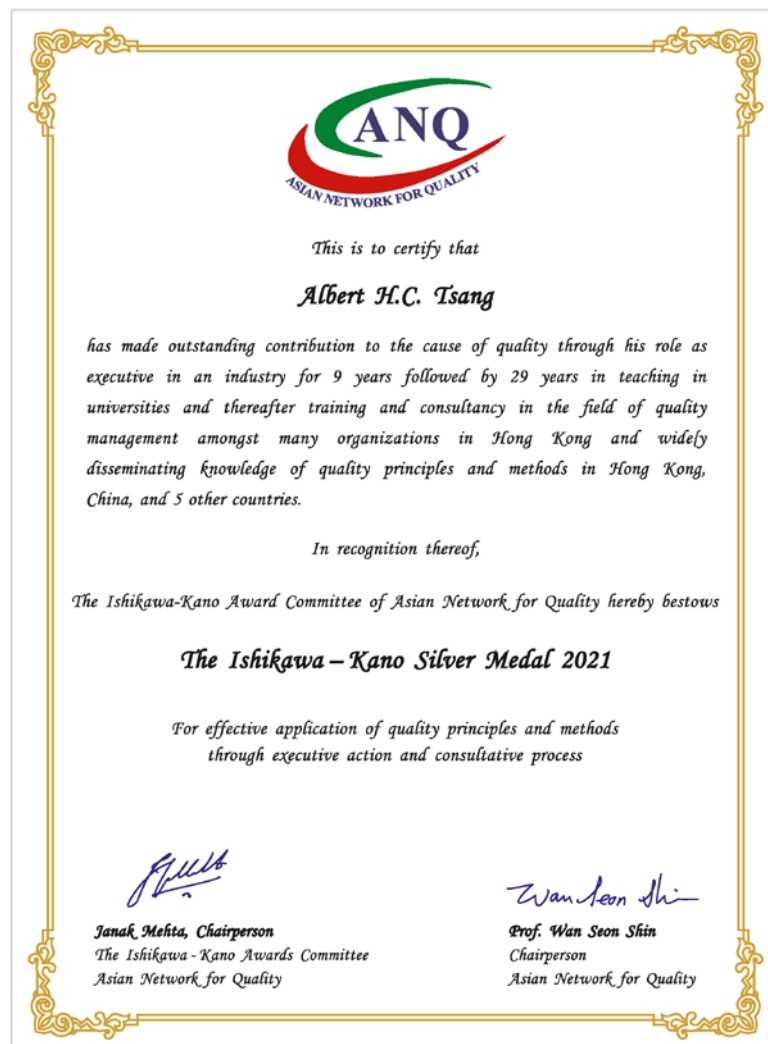 ANQ
ASIAN NETWORK FOR QUALITY
This is to certify that
Albert H.C. Tsang
has made outstanding contribution to the cause of quality through his role as
executive in an industry for 9 years followed by 29 years in teaching in
universities and thereafter training and consultancy in the field of quality
management amongst many organizations in Hong Kong and widely
disseminating knowledge of quality principles and methods in Hong Kong,
China, and 5 other countries.
In recognition thereof,
The Ishikawa-Kano Award Committee of Asian Network for Quality hereby bestows
The Ishikawa – Kano Silver Medal 2021
For effective application of quality principles and methods
through executive action and consultative process
Wan Seon Shin
Janak Mehta, Chairperson
The Ishikawa - Kano Awards Committee
Asian Network for Quality
Prof. Wan Seon Shin
Chairperson
Asian Network for Quality